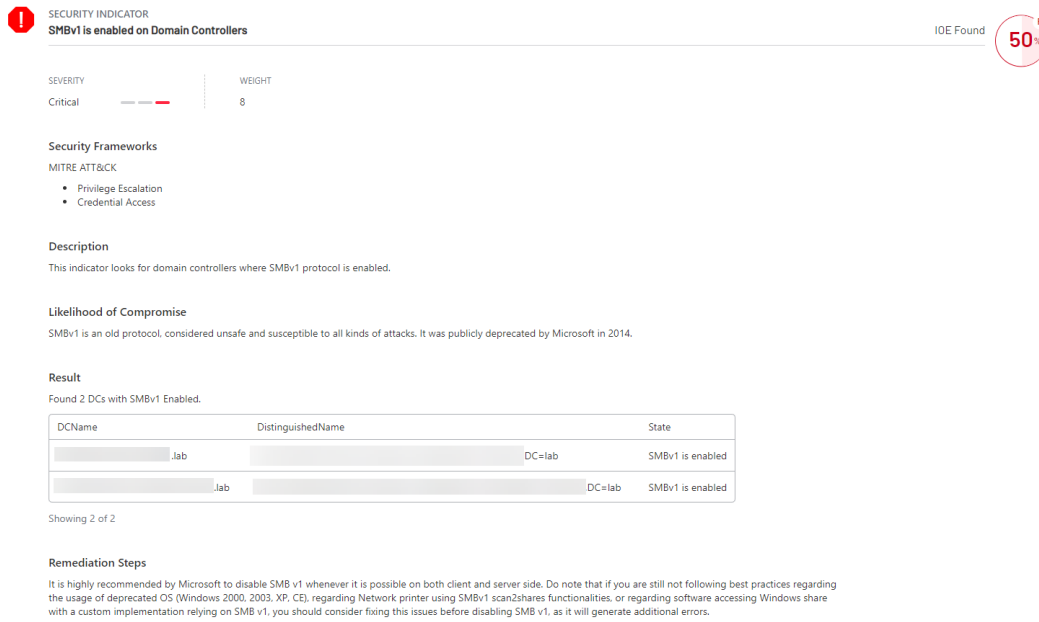 SECURITY INDICATOR
SMBv1 is enabled on Domain Controllers
IOE Found
50%
SEVERITY
WEIGHT
Critical
8
Security Frameworks
MITRE ATT&CK
• Privilege Escalation
• Credential Access
Description
This indicator looks for domain controllers where SMBv1 protocol is enabled.
Likelihood of Compromise
SMBv1 is an old protocol, considered unsafe and susceptible to all kinds of attacks. It was publicly deprecated by Microsoft in 2014.
Result
Found 2 DCs with SMBv1 Enabled.
DCName DistinguishedName State
.lab DC=lab SMBv1 is enabled
.lab DC=lab SMBv1 is enabled
Showing 2 of 2
Remediation Steps
It is highly recommended by Microsoft to disable SMB v1 whenever it is possible on both client and server side. Do note that if you are still not following best practices regarding
the usage of deprecated OS (Windows 2000, 2003, XP, CE), regarding Network printer using SMBv1 scan2shares functionalities, or regarding software accessing Windows share
with a custom implementation relying on SMB v1, you should consider fixing this issues before disabling SMB v1, as it will generate additional errors.